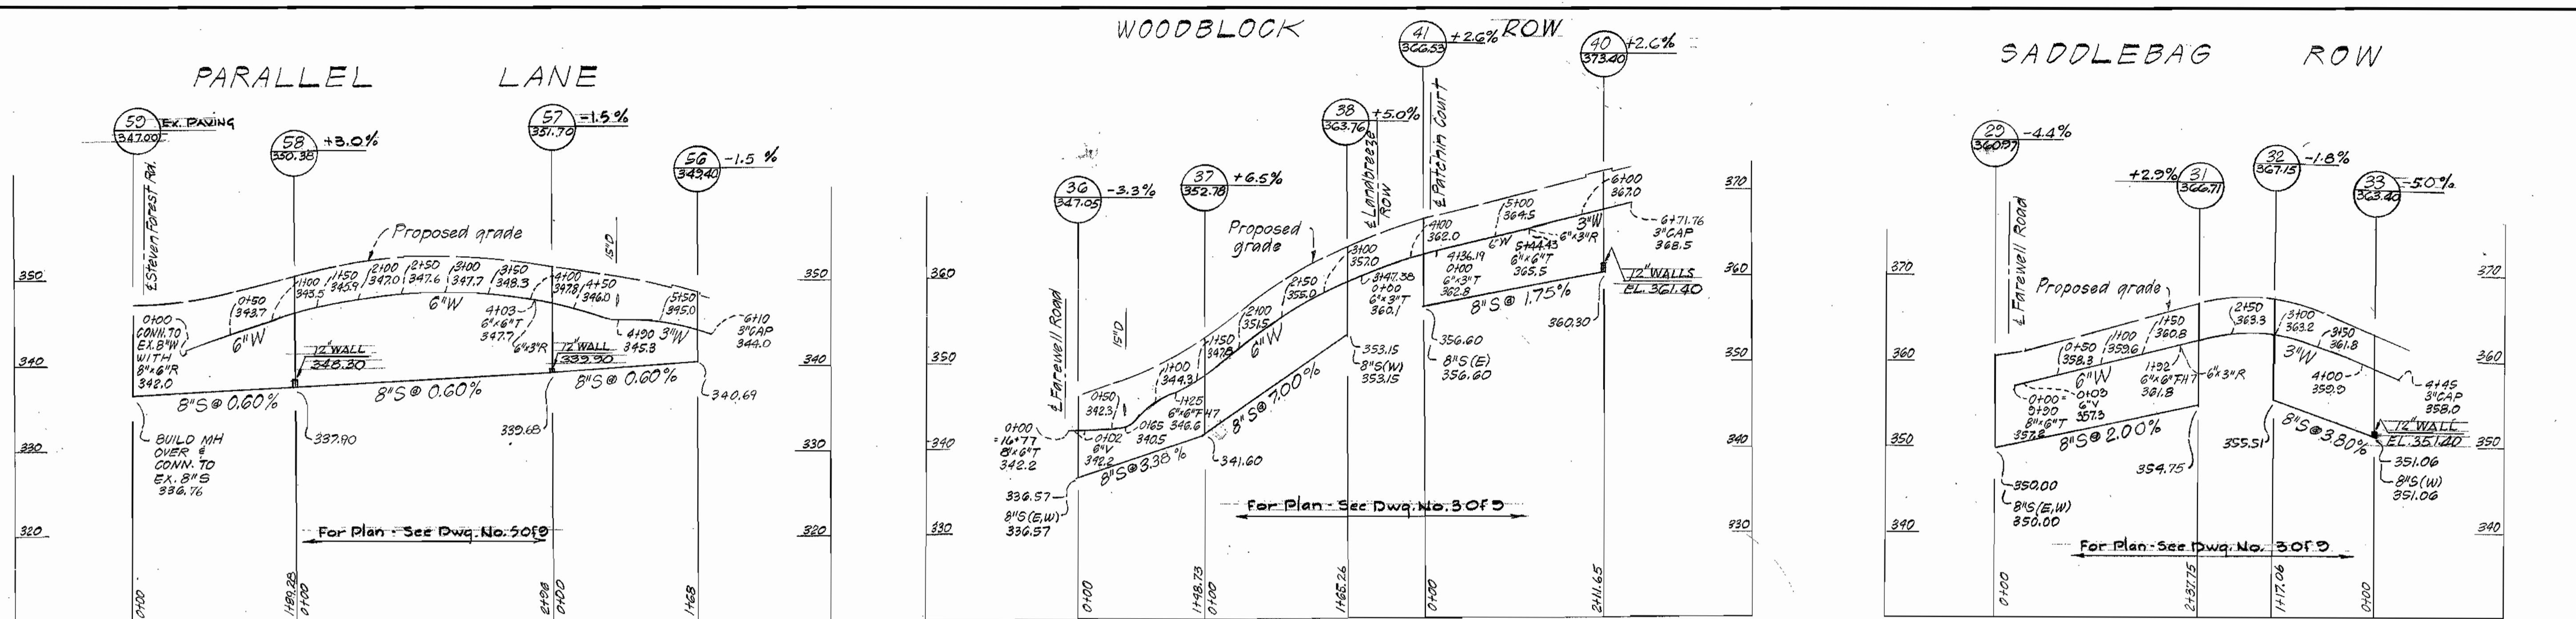 PARALLEL LANE
59
347.00
EX. PAVING
58
350.38
+3.0%
57
351.70
-1.5%
56
349.40
-1.5 %
℄ Steven Forest Rd.
Proposed grade
15"D
350
340
330
320
0+50
343.7
1+00
343.5
1+50
345.9
2+00
347.0
2+50
347.6
3+00
347.7
3+50
348.3
4+00
347.8
4+50
346.0
5+50
345.0
0+00
CONN. TO
EX. 8"W
WITH
8"x6"R
342.0
6"W
6"W
4+03
6"x6"T
347.7
6"x3"R
4+90
345.3
3"W
6+10
3"CAP
344.0
12" WALL
348.30
12" WALL
339.90
8"S @ 0.60%
8"S @ 0.60%
8"S @ 0.60%
340.69
BUILD MH
OVER &
CONN. TO
EX. 8"S
336.76
337.90
339.68
350
340
330
320
For Plan - See Dwg. No. 5 of 9
0+00
1+89.28
0+00
2+96
0+00
1+68
WOODBLOCK ROW
36
347.05
-3.3%
37
352.78
+6.5%
38
363.76
+5.0%
41
366.53
+2.6%
40
373.40
+2.6%
℄ Farewell Road
15"D
℄ Landbreeze
ROW
℄ Patchin Court
Proposed
grade
360
350
340
330
0+50
342.3
1+00
344.3
1+50
347.8
2+00
351.5
2+50
355.0
3+00
357.0
4+00
362.0
5+00
364.5
6+00
367.0
0+00
=16+77
8"x6"T
342.2
0+02
6"V
342.2
0+65
340.5
1+25
6"x6"FH7
346.6
6"W
3+47.38
0+00
6"x3"T
360.1
4+36.19
0+00
6"x3"T
362.8
6"W
5+44.43
6"x6"T
365.5
6"x3"R
3"W
6+71.76
3"CAP
368.5
12" WALLS
EL. 361.40
8"S @ 3.38%
8"S @ 7.00%
8"S @ 1.75%
336.57
8"S (E,W)
336.57
341.60
353.15
8"S (W)
353.15
356.60
8"S (E)
356.60
360.30
370
360
350
340
330
For Plan - See Dwg. No. 3 of 9
0+00
1+48.73
0+00
1+65.26
0+00
2+11.65
SADDLEBAG ROW
29
360.97
-4.4%
+2.9%
31
366.71
32
367.15
-1.8%
33
363.40
-5.0%
℄ Farewell Road
Proposed grade
370
360
350
340
0+50
358.3
1+00
359.6
1+50
360.8
2+50
363.3
3+00
363.2
3+50
361.8
4+00
359.9
6"W
0+00=
9+90
8"x6"T
357.2
0+09
6"V
357.3
1+92
6"x6"FH7
361.8
6"x3"R
3"W
4+45
3"CAP
358.0
12" WALL
EL. 351.40
8"S @ 2.00%
8"S @ 3.80%
350.00
8"S (E,W)
350.00
354.75
355.51
351.06
8"S (W)
351.06
370
360
350
340
For Plan - See Dwg. No. 3 of 9
0+00
2+37.75
1+17.06
0+00